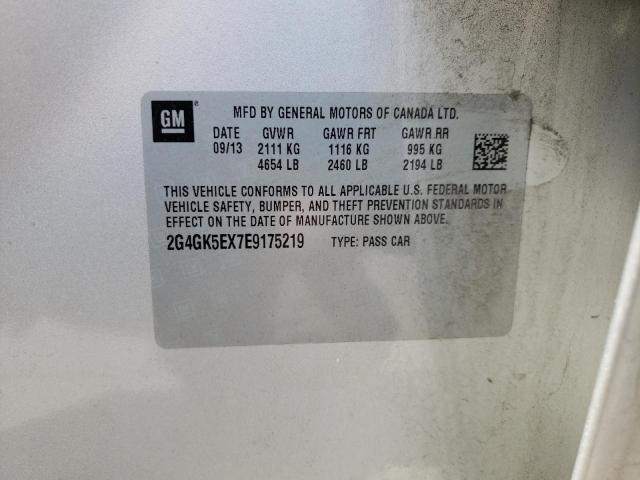 GM
MFD BY GENERAL MOTORS OF CANADA LTD.
DATE GVWR GAWR FRT GAWR RR
09/13 2111 KG 1116 KG 995 KG
4654 LB 2460 LB 2194 LB
THIS VEHICLE CONFORMS TO ALL APPLICABLE U.S. FEDERAL MOTOR
VEHICLE SAFETY, BUMPER, AND THEFT PREVENTION STANDARDS IN
EFFECT ON THE DATE OF MANUFACTURE SHOWN ABOVE.
2G4GK5EX7E9175219 TYPE: PASS CAR